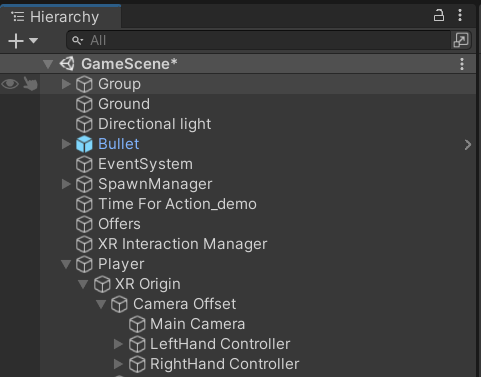 Hierarchy
All
GameScene*
Group
Ground
Directional light
Bullet
EventSystem
SpawnManager
Time For Action_demo
Offers
XR Interaction Manager
Player
XR Origin
Camera Offset
Main Camera
LeftHand Controller
RightHand Controller